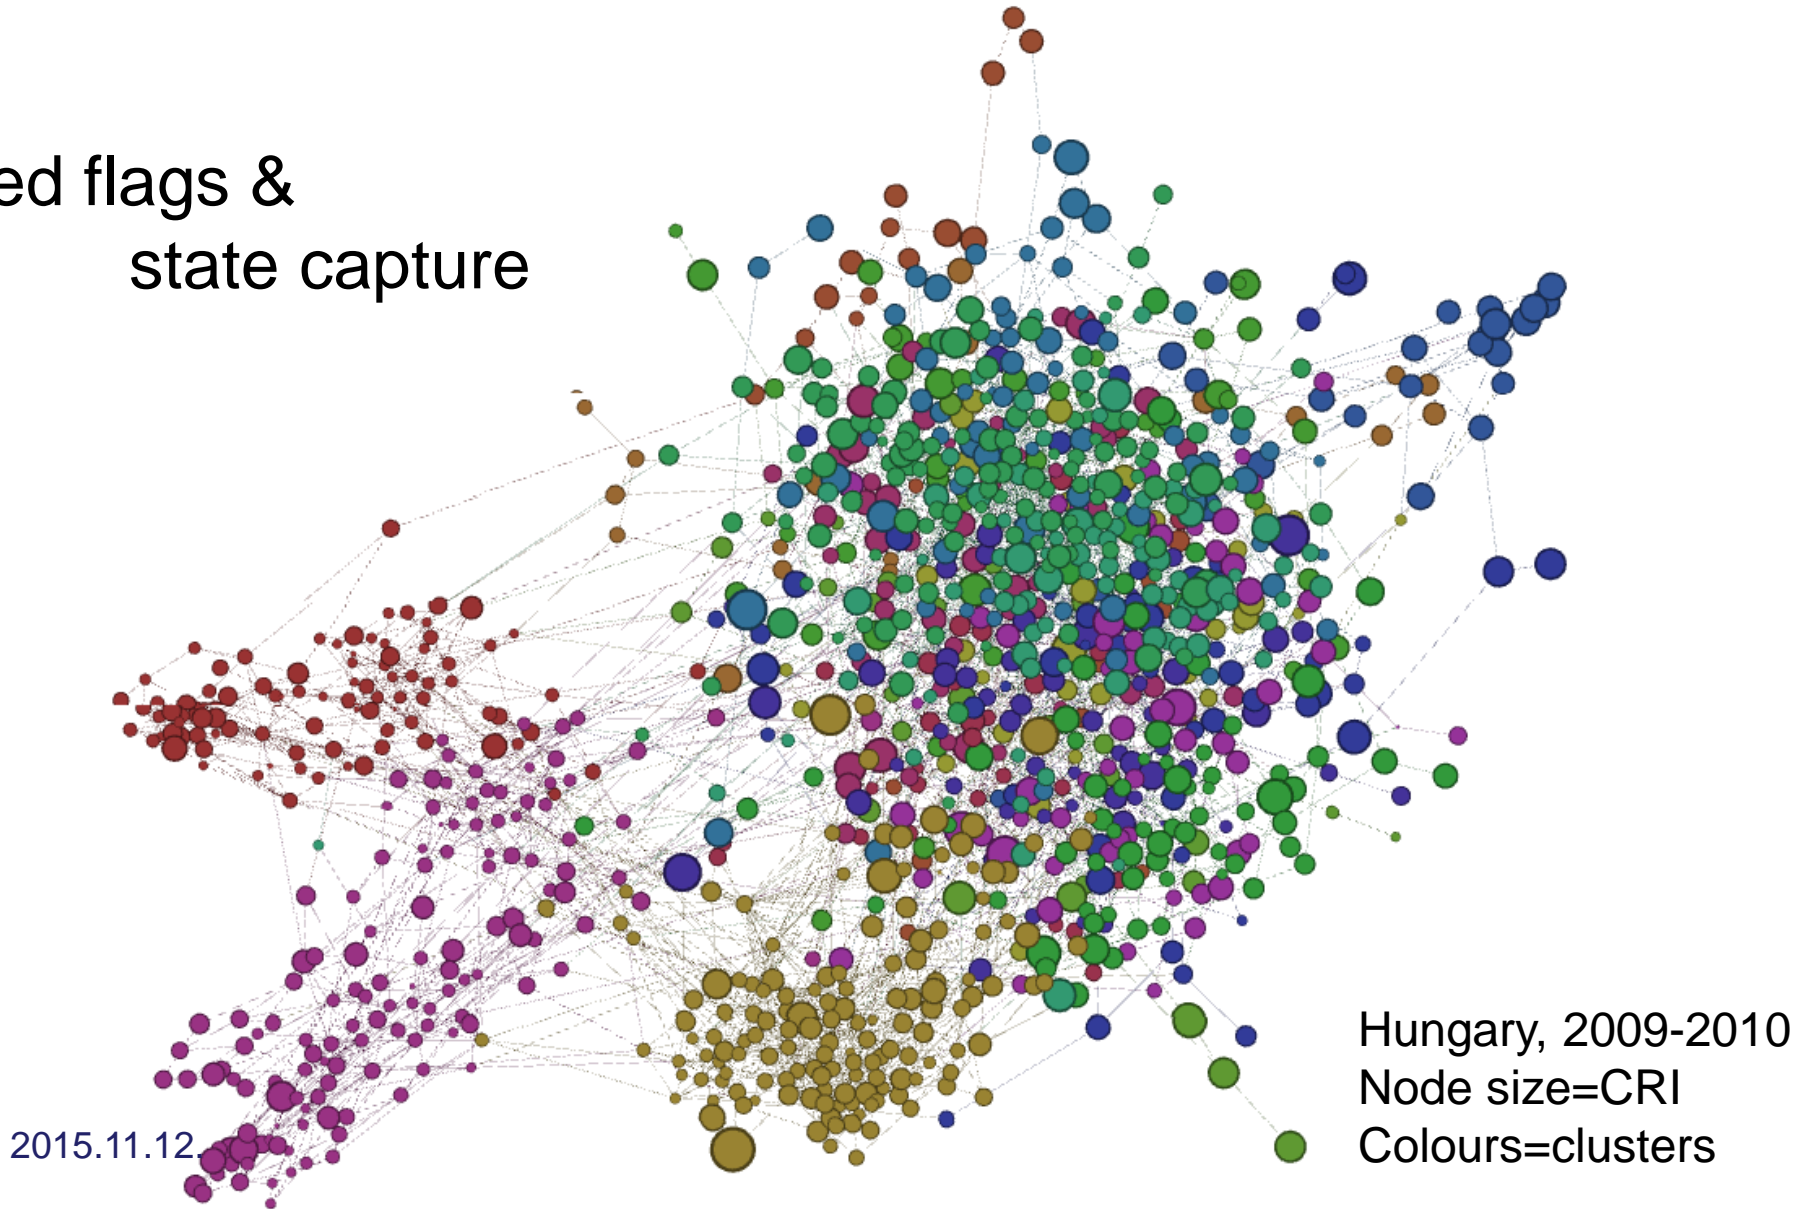 ed flags &
state capture
Hungary, 2009-2010
Node size=CRI
Colours=clusters
2015.11.12.